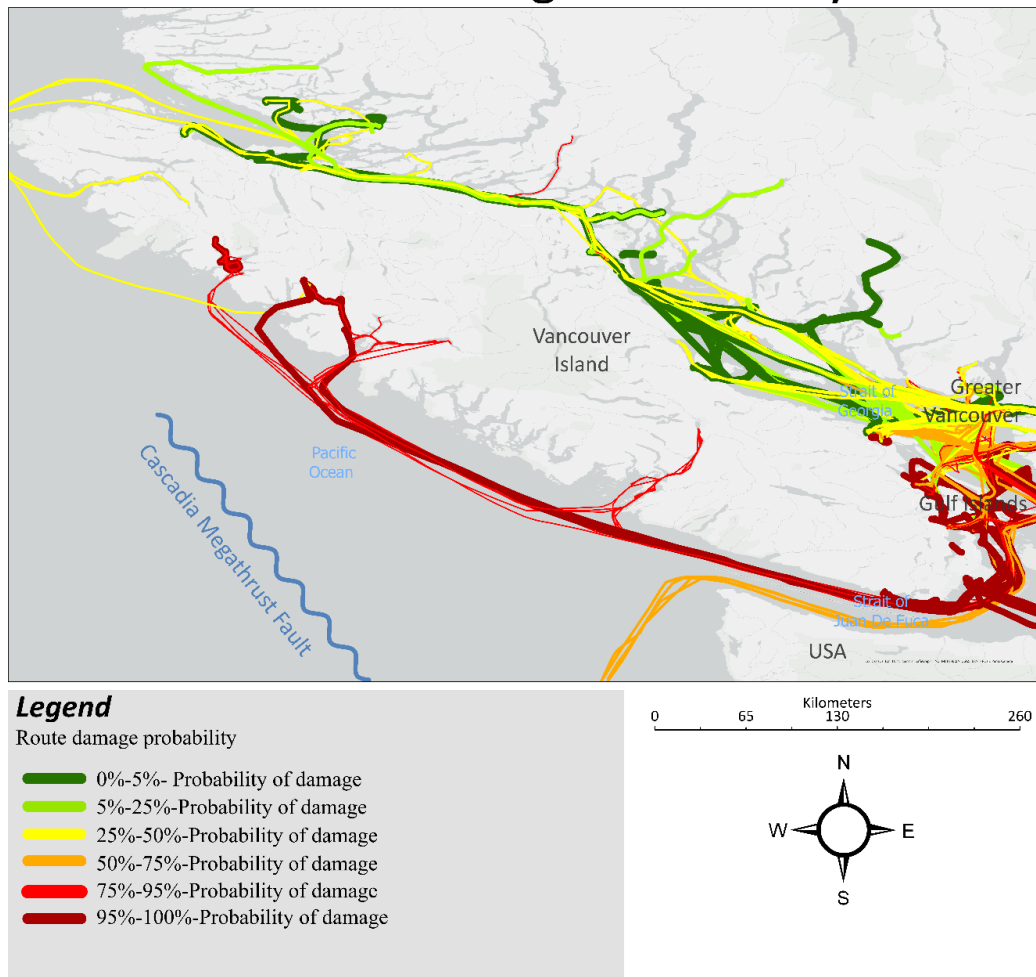 Greater
Vancouver
Vancouver
Island
Strait of
Georgia
Pacific
Ocean
Cascadia Megathrust Fault
Gulf Islands
Strait of
Juan De Fuca
USA
Legend
Route damage probability
0%-5%- Probability of damage
5%-25%-Probability of damage
25%-50%-Probability of damage
50%-75%-Probability of damage
75%-95%-Probability of damage
95%-100%-Probability of damage
Kilometers
0 65 130 260
N
W E
S